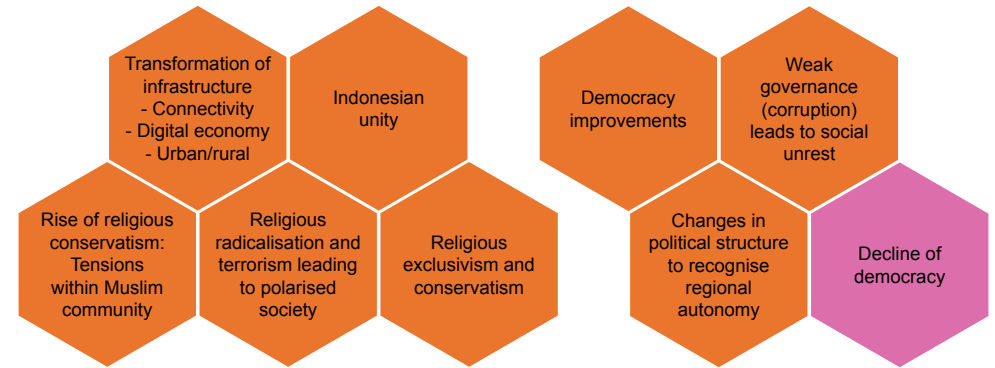 Transformation of
infrastructure
- Connectivity
- Digital economy
- Urban/rural
Indonesian
unity
Democracy
improvements
Weak
governance
(corruption)
leads to social
unrest
Rise of religious
conservatism:
Tensions
within Muslim
community
Religious
radicalisation and
terrorism leading
to polarised
society
Religious
exclusivism and
conservatism
Changes in
political structure
to recognise
regional
autonomy
Decline of
democracy